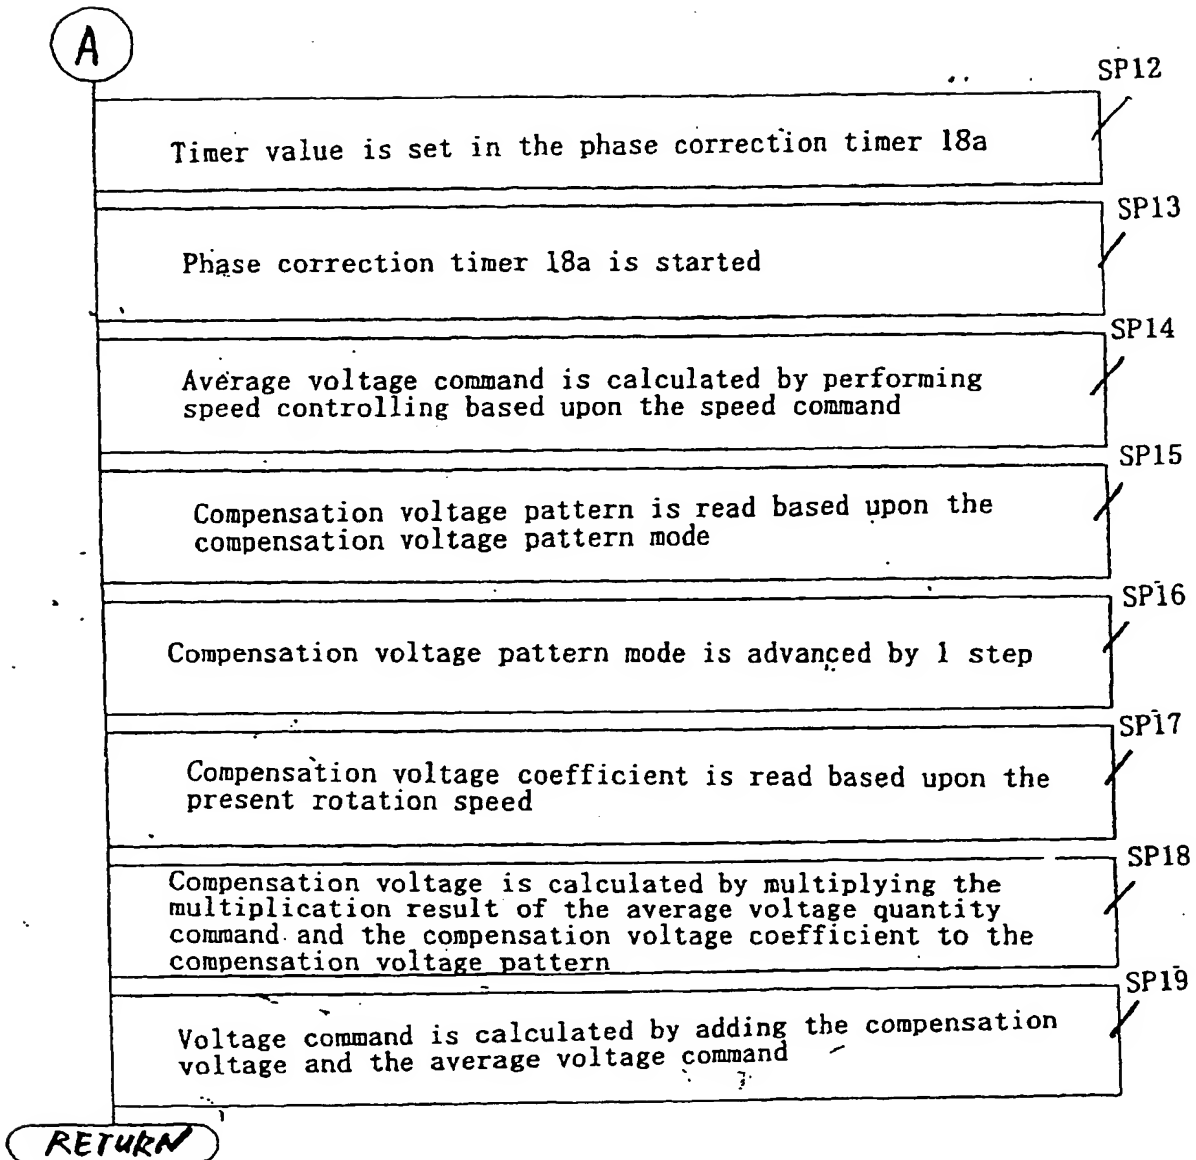 A
SP12
Timer value is set in the phase correction timer 18a
SP13
Phase correction timer 18a is started
SP14
Average voltage command is calculated by performing
speed controlling based upon the speed command
SP15
Compensation voltage pattern is read based upon the
compensation voltage pattern mode
SP16
Compensation voltage pattern mode is advanced by 1 step
SP17
Compensation voltage coefficient is read based upon the
present rotation speed
SP18
Compensation voltage is calculated by multiplying the
multiplication result of the average voltage quantity
command and the compensation voltage coefficient to the
compensation voltage pattern
SP19
Voltage command is calculated by adding the compensation
voltage and the average voltage command
RETURN